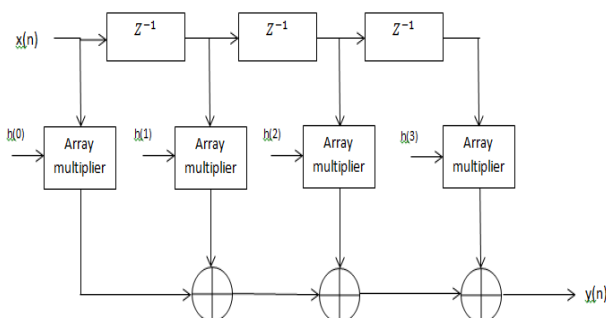 x(n)
Z⁻¹
Z⁻¹
Z⁻¹
h(0)
Array
multiplier
h(1)
Array
multiplier
h(2)
Array
multiplier
h(3)
Array
multiplier
y(n)